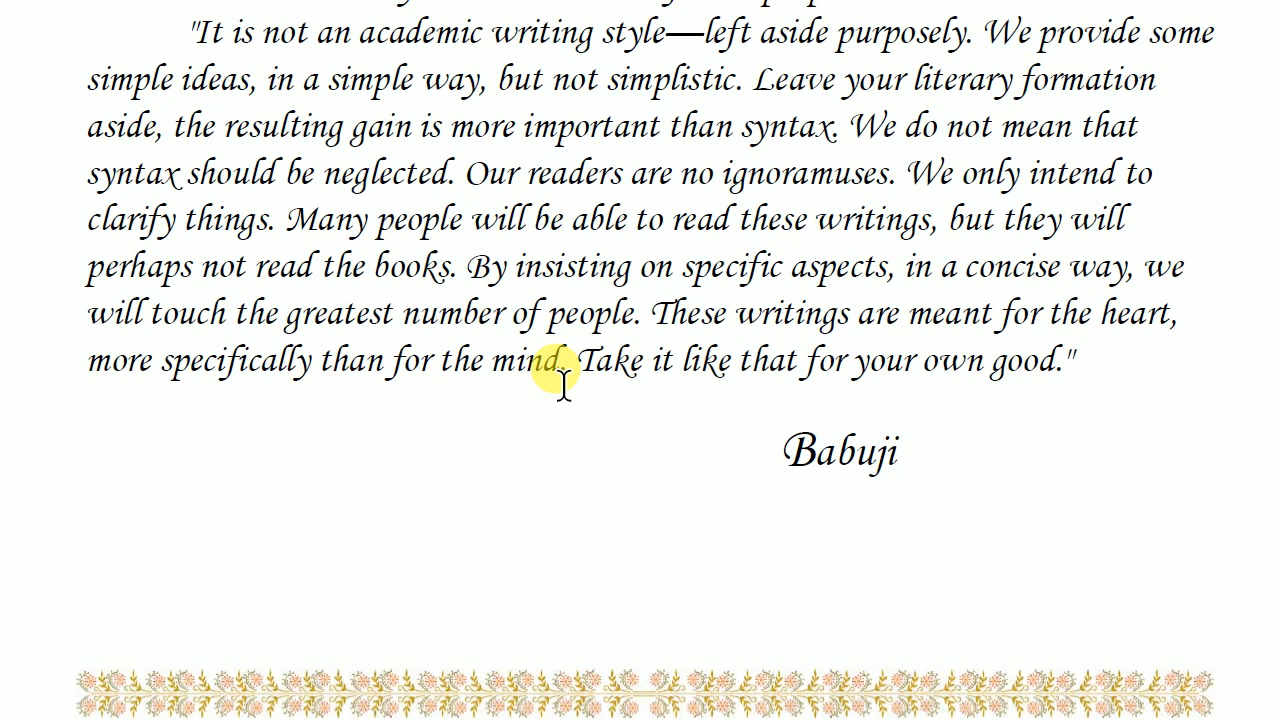 "It is not an academic writing style—left aside purposely. We provide some
simple ideas, in a simple way, but not simplistic. Leave your literary formation
aside, the resulting gain is more important than syntax. We do not mean that
syntax should be neglected. Our readers are no ignoramuses. We only intend to
clarify things. Many people will be able to read these writings, but they will
perhaps not read the books. By insisting on specific aspects, in a concise way, we
will touch the greatest number of people. These writings are meant for the heart,
more specifically than for the mind. Take it like that for your own good."
Babuji